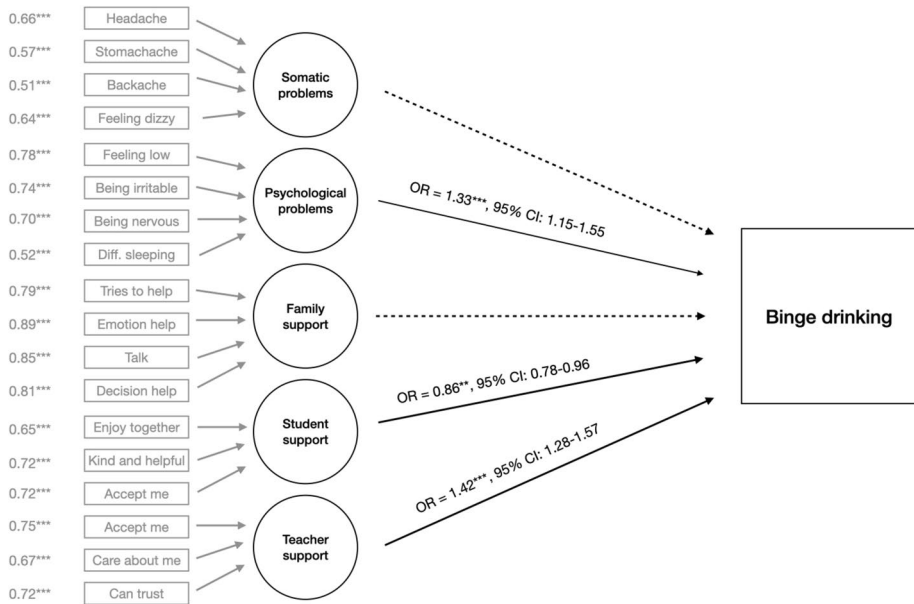 0.66*** Headache
0.57*** Stomachache
0.51*** Backache
0.64*** Feeling dizzy
Somatic
problems
0.78*** Feeling low
0.74*** Being irritable
0.70*** Being nervous
0.52*** Diff. sleeping
Psychological
problems
OR = 1.33***, 95% CI: 1.15-1.55
0.79*** Tries to help
0.89*** Emotion help
0.85*** Talk
0.81*** Decision help
Family
support
Binge drinking
0.65*** Enjoy together
0.72*** Kind and helpful
0.72*** Accept me
Student
support
OR = 0.86**, 95% CI: 0.78-0.96
0.75*** Accept me
0.67*** Care about me
0.72*** Can trust
Teacher
support
OR = 1.42***, 95% CI: 1.28-1.57